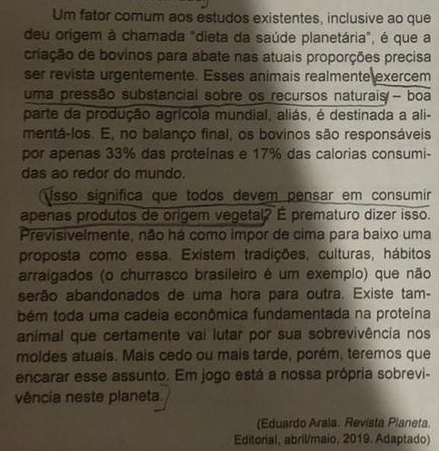 Um fator comum aos estudos existentes, inclusive ao que
deu origem à chamada "dieta da saúde planetária", é que a
criação de bovinos para abate nas atuais proporções precisa
ser revista urgentemente. Esses animais realmente exercem
uma pressão substancial sobre os recursos naturais – boa
parte da produção agrícola mundial, aliás, é destinada a ali-
mentá-los. E, no balanço final, os bovinos são responsáveis
por apenas 33% das proteínas e 17% das calorias consumi-
das ao redor do mundo.
Isso significa que todos devem pensar em consumir
apenas produtos de origem vegetal? É prematuro dizer isso.
Previsivelmente, não há como impor de cima para baixo uma
proposta como essa. Existem tradições, culturas, hábitos
arraigados (o churrasco brasileiro é um exemplo) que não
serão abandonados de uma hora para outra. Existe tam-
bém toda uma cadeia econômica fundamentada na proteína
animal que certamente vai lutar por sua sobrevivência nos
moldes atuais. Mais cedo ou mais tarde, porém, teremos que
encarar esse assunto. Em jogo está a nossa própria sobrevi-
vência neste planeta.
(Eduardo Araia. Revista Planeta.
Editorial, abril/maio, 2019. Adaptado)